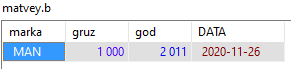 matvey.b
marka gruz god DATA
MAN 1 000 2 011 2020-11-26